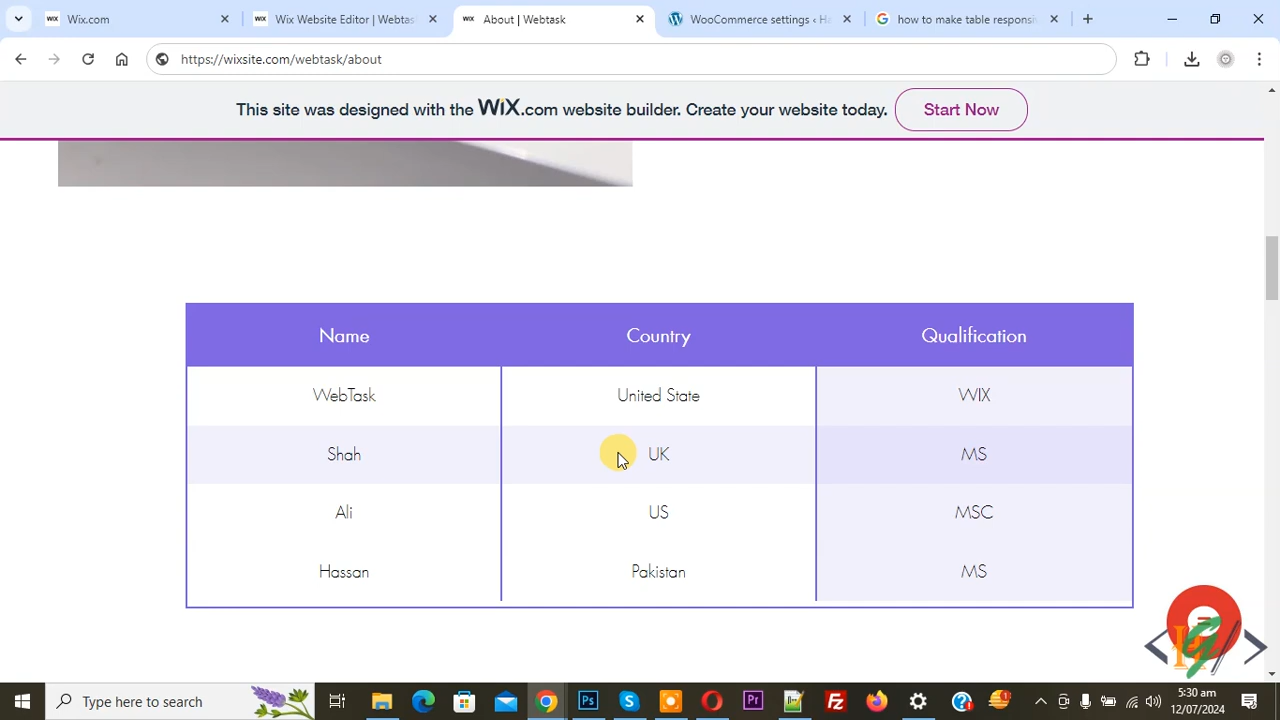 Wix.com
Wix Website Editor | Webtas
About | Webtask
WooCommerce settings ‹ Ha
how to make table responsi
https://wixsite.com/webtask/about
This site was designed with the WiX.com website builder. Create your website today.
Start Now
Name Country Qualification
WebTask United State WIX
Shah UK MS
Ali US MSC
Hassan Pakistan MS
Type here to search
5:30 am
12/07/2024